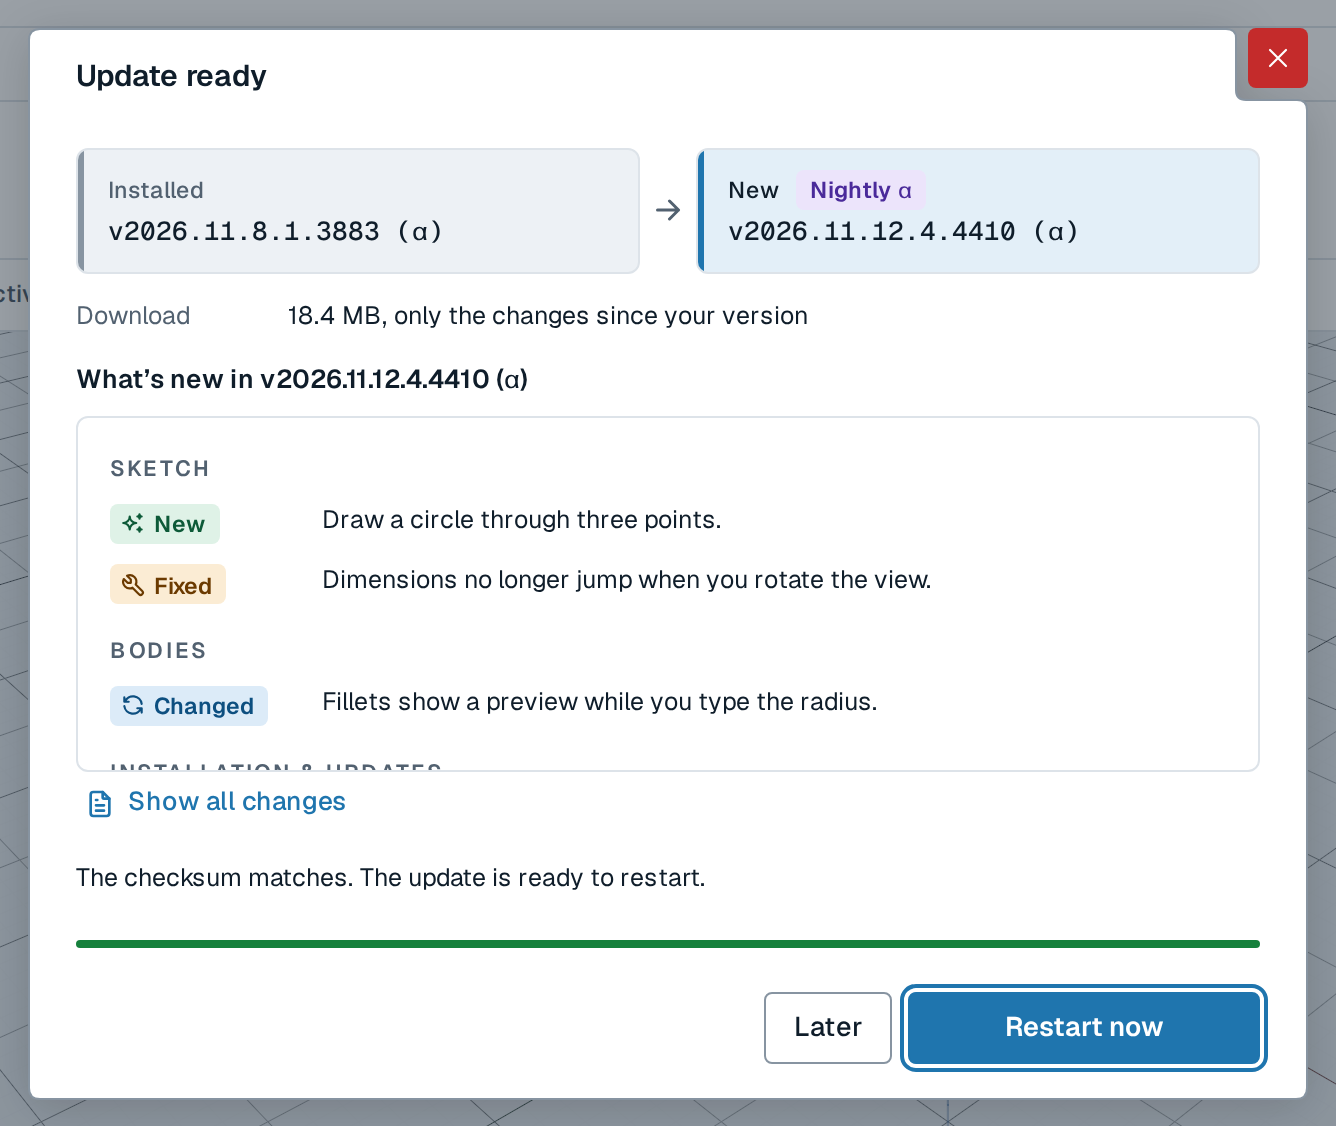 Update ready
Installed
v2026.11.8.1.3883 (α)
New Nightly α
v2026.11.12.4.4410 (α)
Download 18.4 MB, only the changes since your version
What’s new in v2026.11.12.4.4410 (α)
SKETCH
New Draw a circle through three points.
Fixed Dimensions no longer jump when you rotate the view.
BODIES
Changed Fillets show a preview while you type the radius.
INSTALLATION & UPDATES
Show all changes
The checksum matches. The update is ready to restart.
Later Restart now